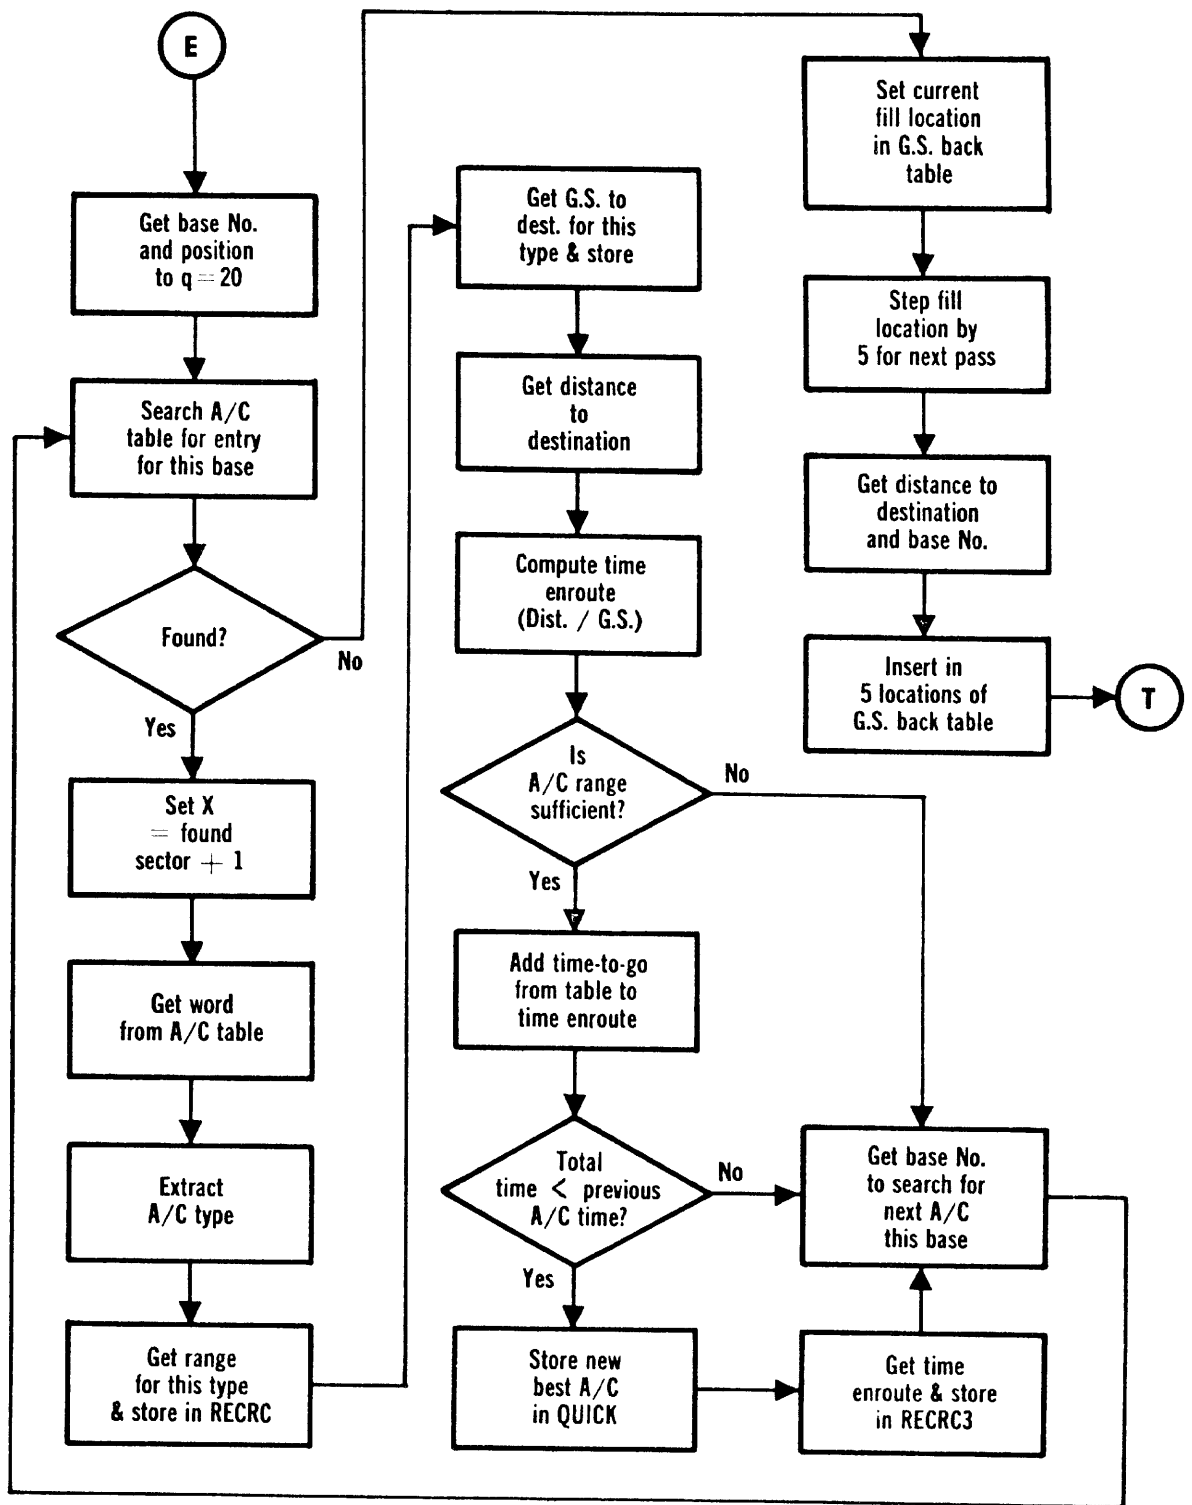 E
Get base No.
and position
to q = 20
Search A/C
table for entry
for this base
Found?
No
Yes
Set X
= found
sector + 1
Get word
from A/C table
Extract
A/C type
Get range
for this type
& store in RECRC
Get G.S. to
dest. for this
type & store
Get distance
to
destination
Compute time
enroute
(Dist. / G.S.)
Is
A/C range
sufficient?
No
Yes
Add time-to-go
from table to
time enroute
Total
time < previous
A/C time?
No
Yes
Store new
best A/C
in QUICK
Get time
enroute & store
in RECRC3
Get base No.
to search for
next A/C
this base
Set current
fill location
in G.S. back
table
Step fill
location by
5 for next pass
Get distance to
destination
and base No.
Insert in
5 locations of
G.S. back table
T